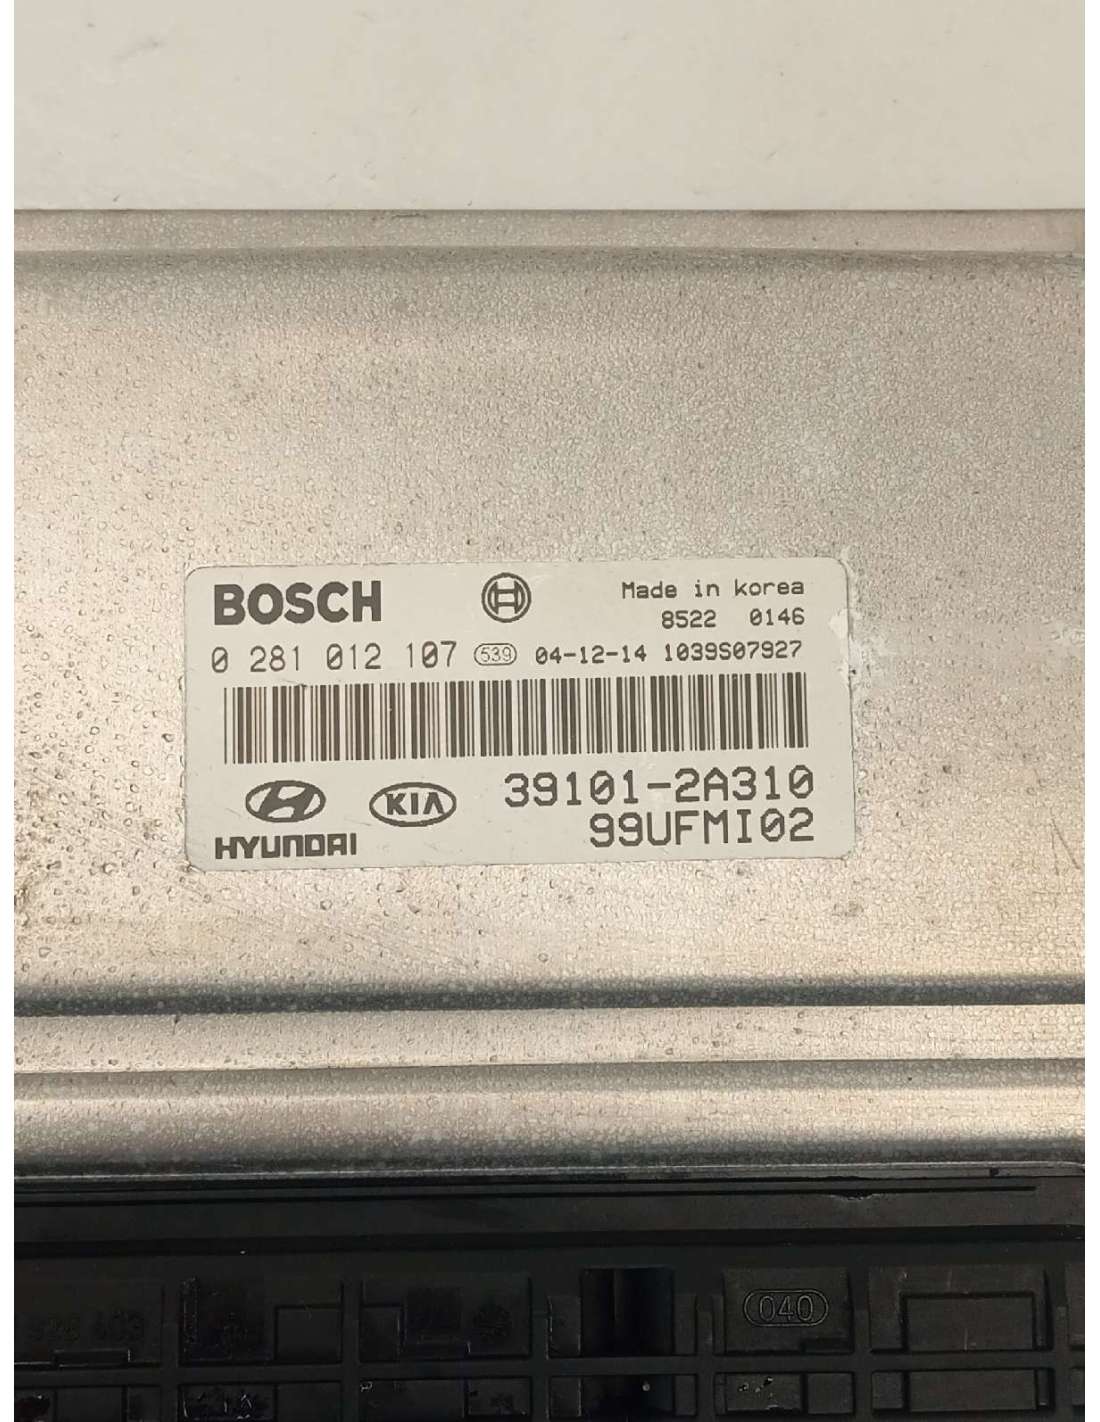 BOSCH
Made in korea
8522 0146
0 281 012 107 539 04-12-14 1039S07927
HYUNDAI KIA 39101-2A310
99UFMI02
040